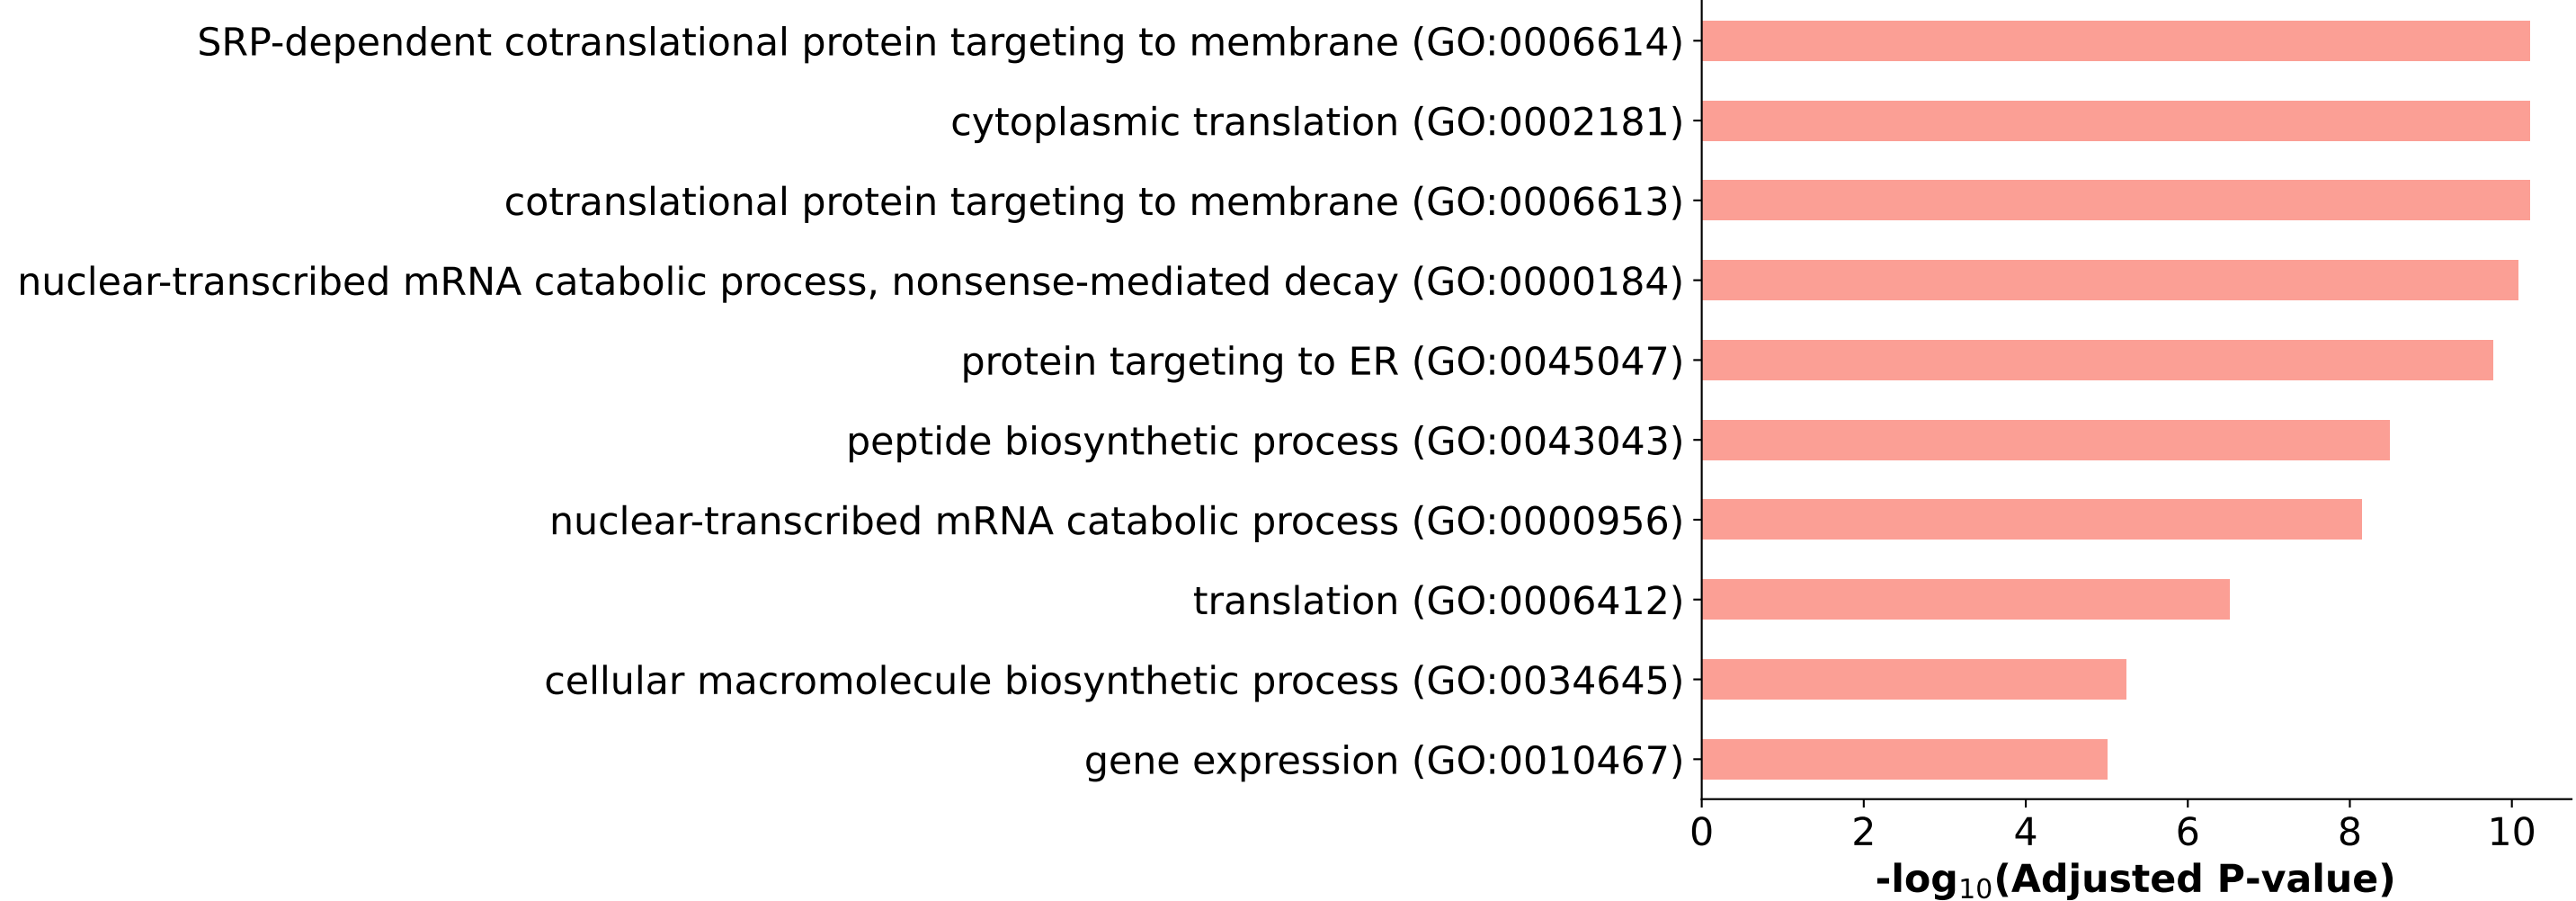 SRP-dependent cotranslational protein targeting to membrane (GO:0006614)
cytoplasmic translation (GO:0002181)
cotranslational protein targeting to membrane (GO:0006613)
nuclear-transcribed mRNA catabolic process, nonsense-mediated decay (GO:0000184)
protein targeting to ER (GO:0045047)
peptide biosynthetic process (GO:0043043)
nuclear-transcribed mRNA catabolic process (GO:0000956)
translation (GO:0006412)
cellular macromolecule biosynthetic process (GO:0034645)
gene expression (GO:0010467)
0 2 4 6 8 10
-log₁₀(Adjusted P-value)